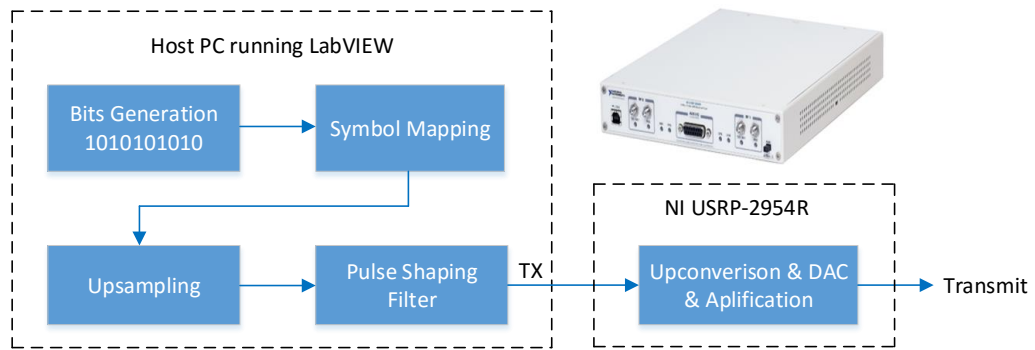 Host PC running LabVIEW
Bits Generation
1010101010
Symbol Mapping
Upsampling
Pulse Shaping
Filter
TX
NI USRP-2954R
Upconverison & DAC
& Aplification
Transmit